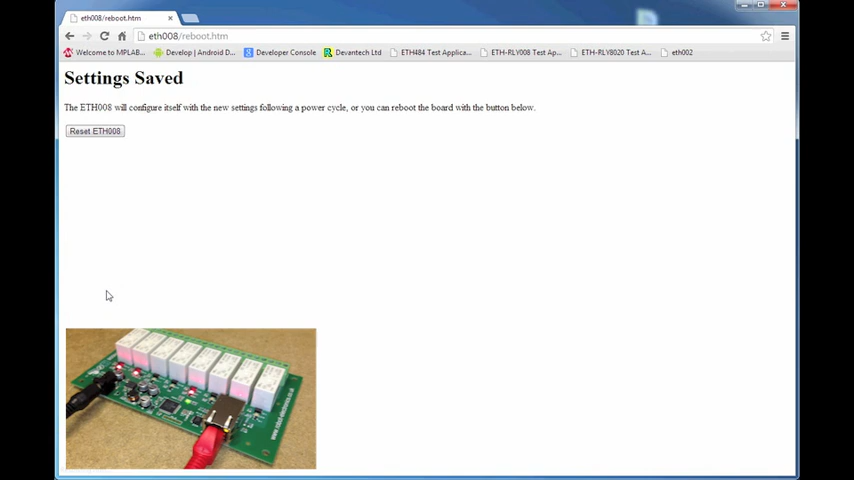 eth008/reboot.htm
eth008/reboot.htm
Welcome to MPLAB... Develop | Android D... Developer Console Devantech Ltd ETH484 Test Applica... ETH-RLY008 Test Ap... ETH-RLY8020 Test A... eth002
Settings Saved
The ETH008 will configure itself with the new settings following a power cycle, or you can reboot the board with the button below.
Reset ETH008